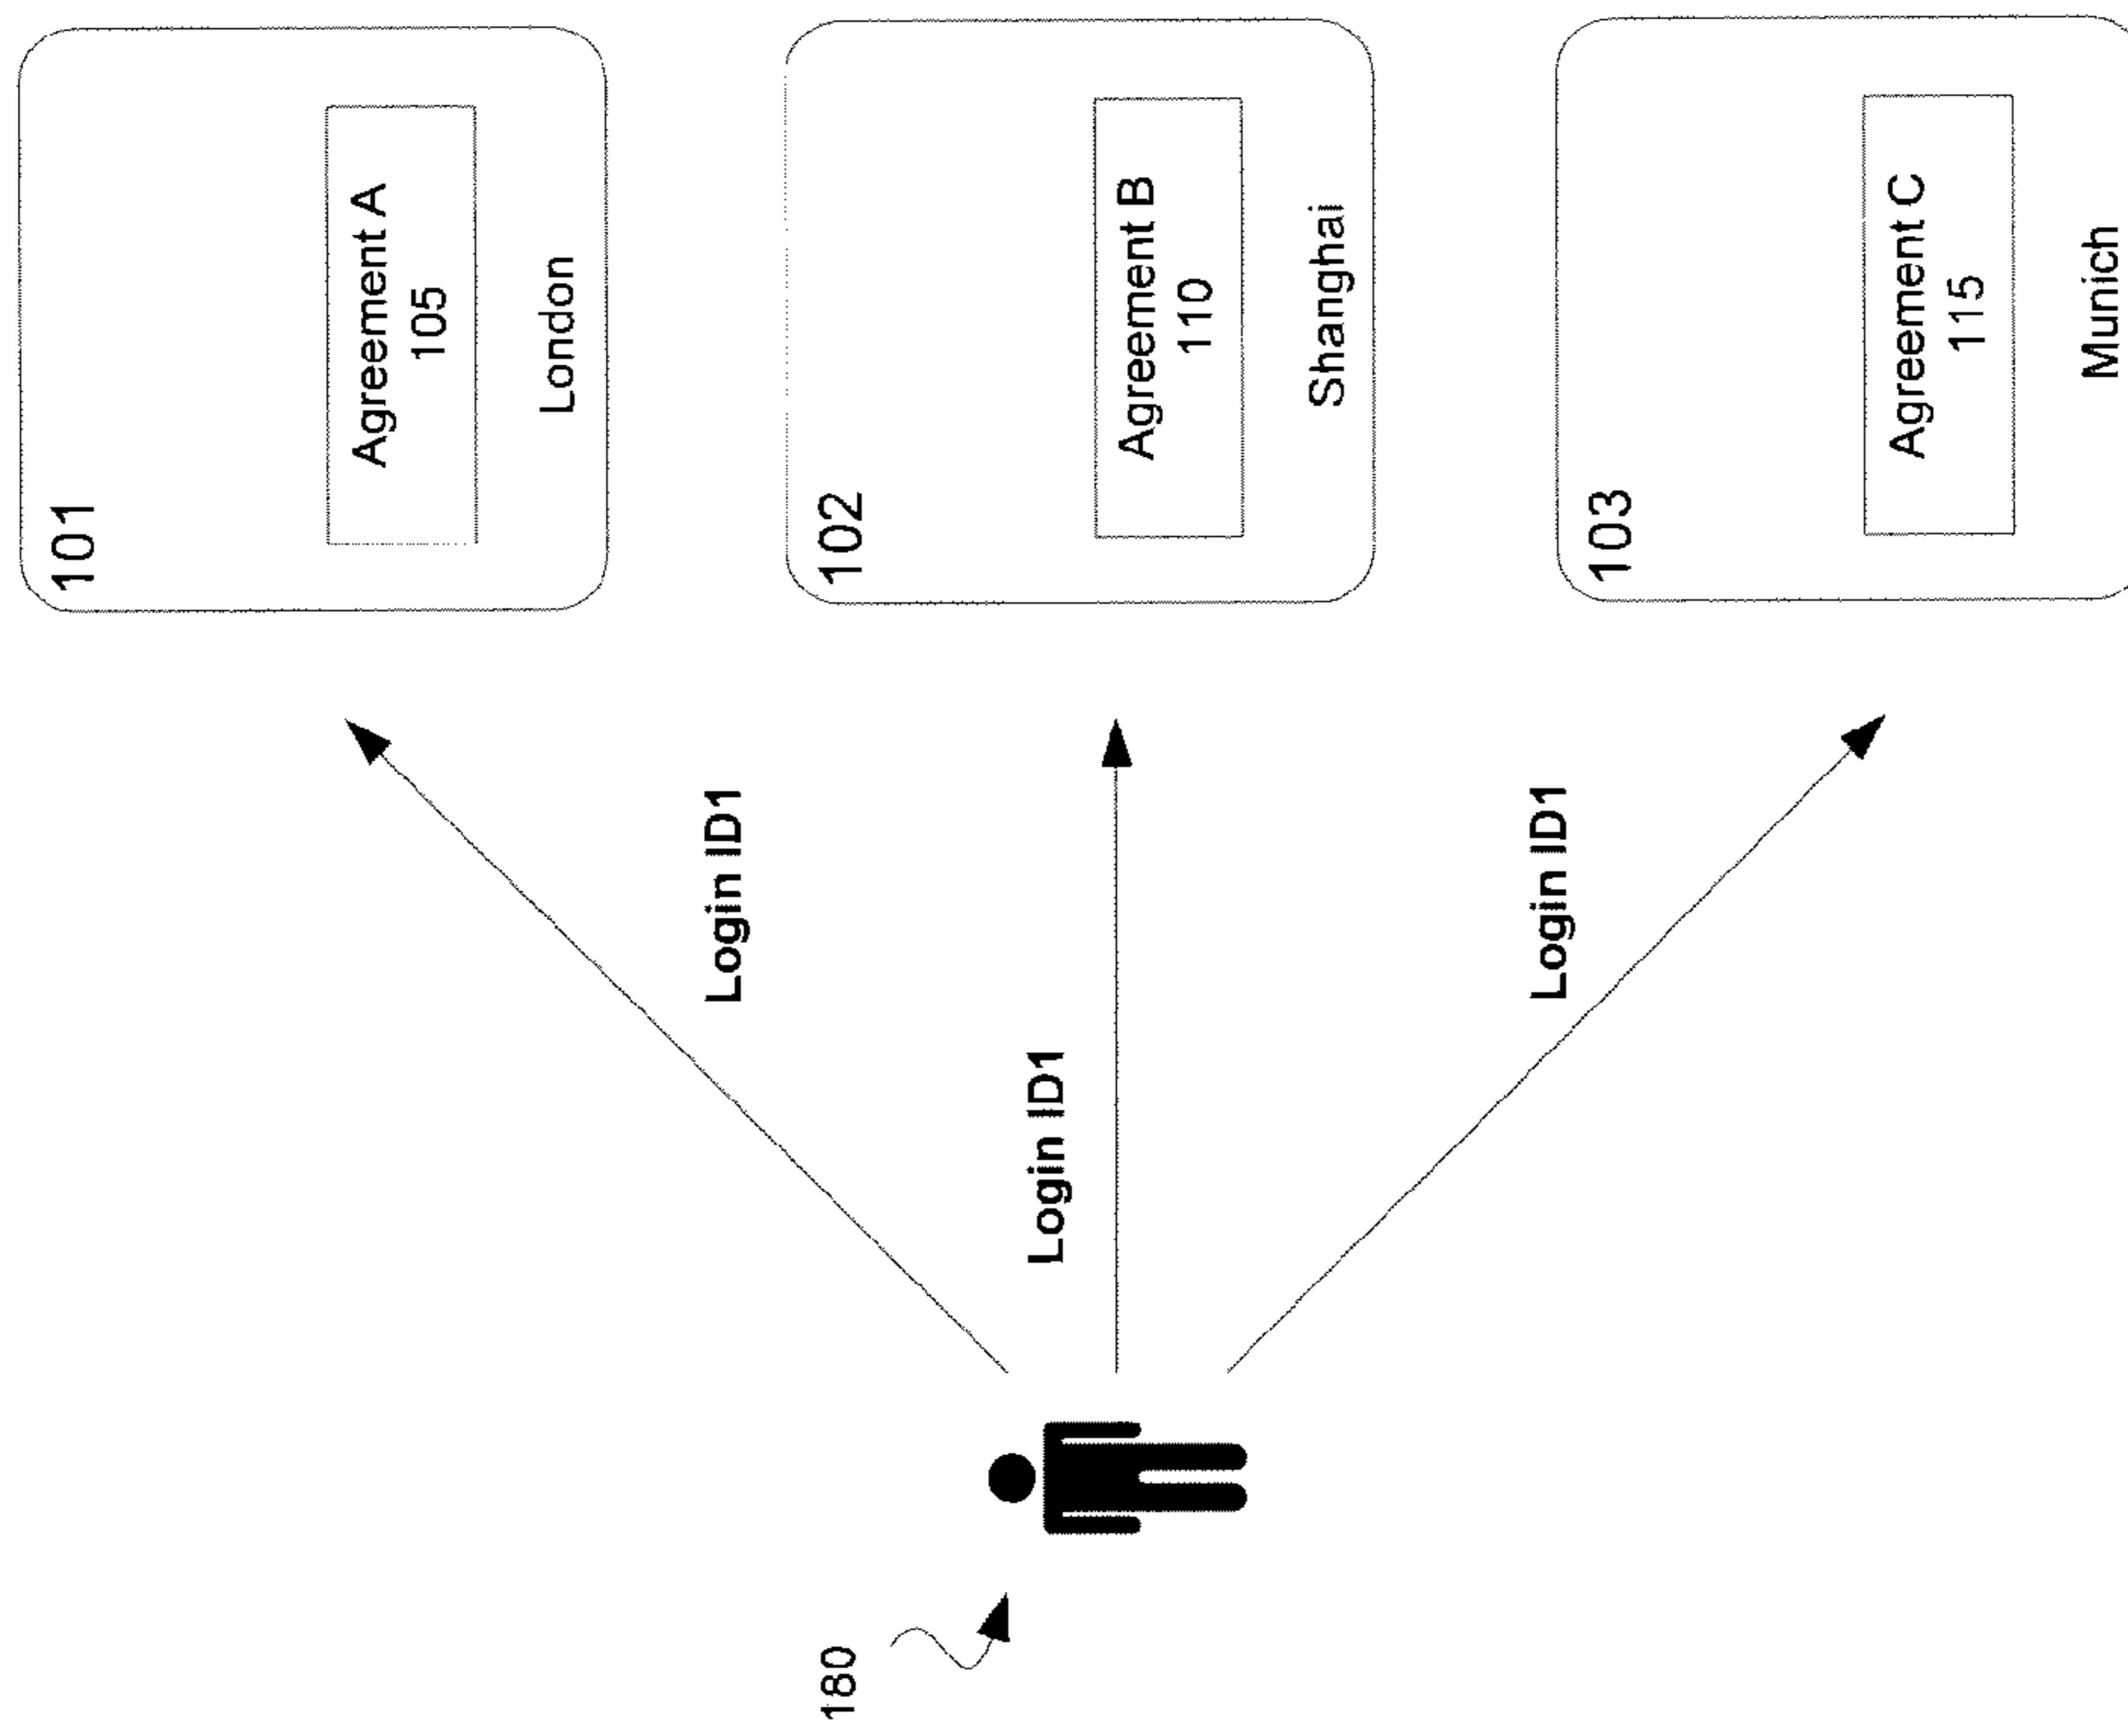 101
Agreement A
105
London
102
Agreement B
110
Shanghai
103
Agreement C
115
Munich
Login ID1
Login ID1
Login ID1
180